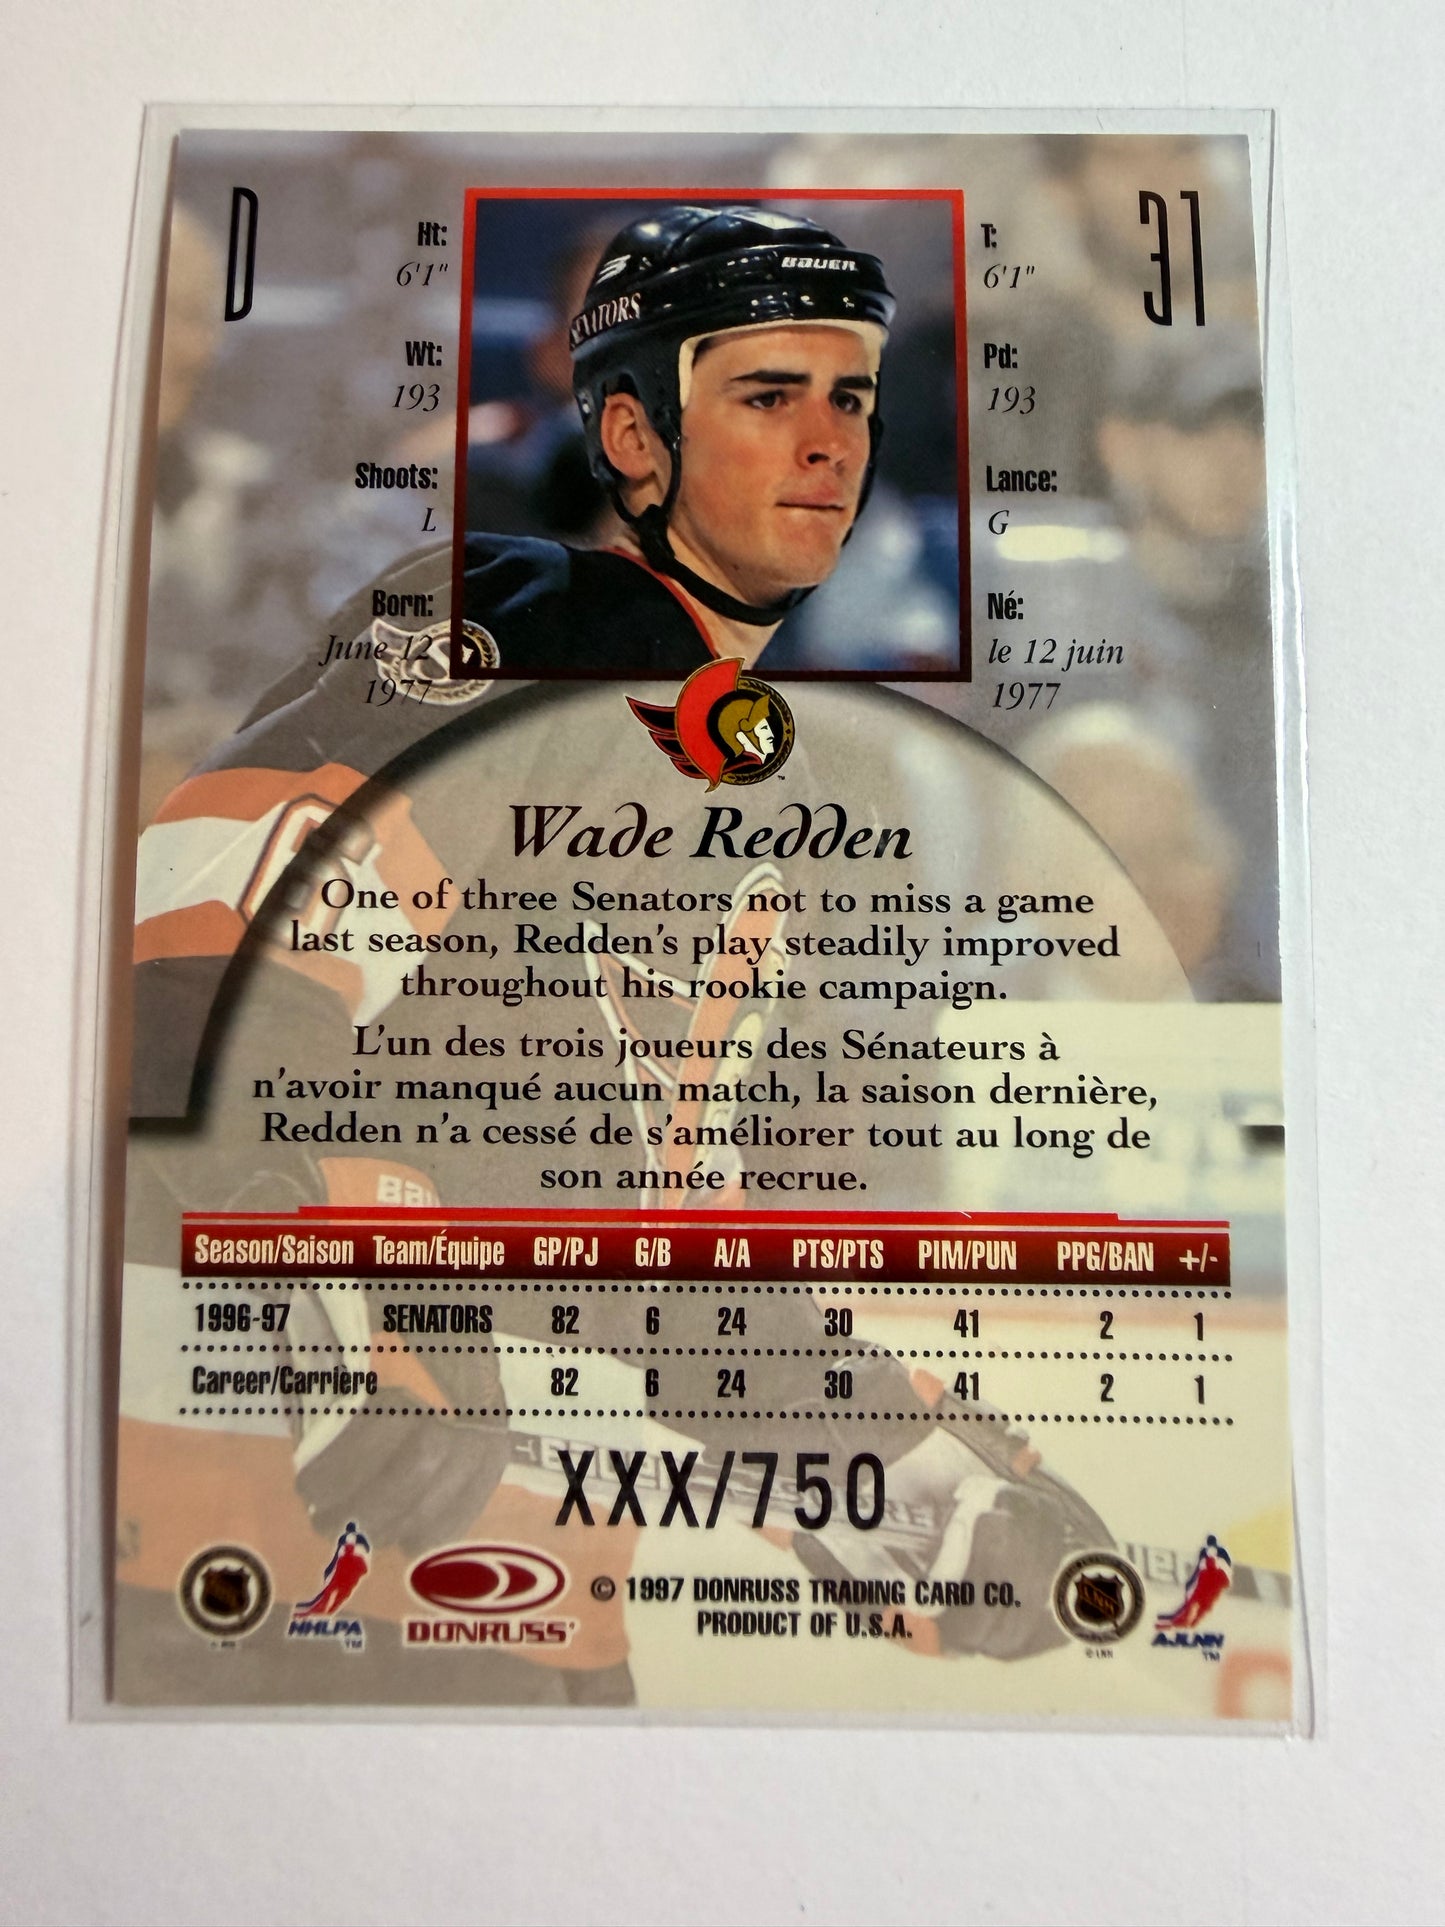 D
31
Ht:
6'1"
T:
6'1"
Wt:
193
Pd:
193
Shoots:
L
Lance:
G
Born:
June 12
1977
Né:
le 12 juin
1977
BAUER
SENATORS
Wade Redden
One of three Senators not to miss a game
last season, Redden's play steadily improved
throughout his rookie campaign.
L'un des trois joueurs des Sénateurs à
n'avoir manqué aucun match, la saison dernière,
Redden n'a cessé de s'améliorer tout au long de
son année recrue.
Season/Saison Team/Équipe GP/PJ G/B A/A PTS/PTS PIM/PUN PPG/BAN +/-
1996-97 SENATORS 82 6 24 30 41 2 1
Career/Carrière 82 6 24 30 41 2 1
XXX/750
NHLPA
TM
DONRUSS
© 1997 DONRUSS TRADING CARD CO.
PRODUCT OF U.S.A.
AJLNH
TM